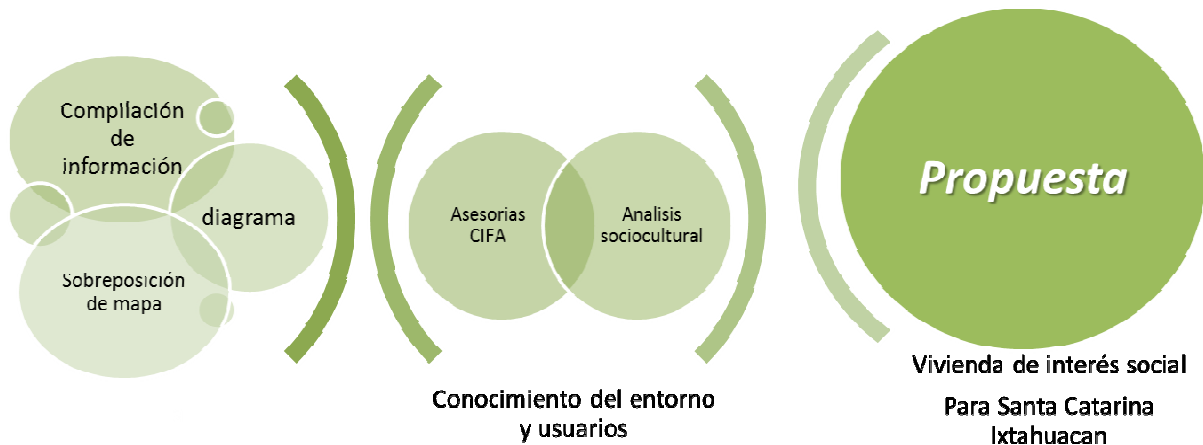 Compilación
de
información
diagrama
Sobreposición
de mapa
Asesorias
CIFA
Analisis
sociocultural
Conocimiento del entorno
y usuarios
Propuesta
Vivienda de interés social
Para Santa Catarina
Ixtahuacan